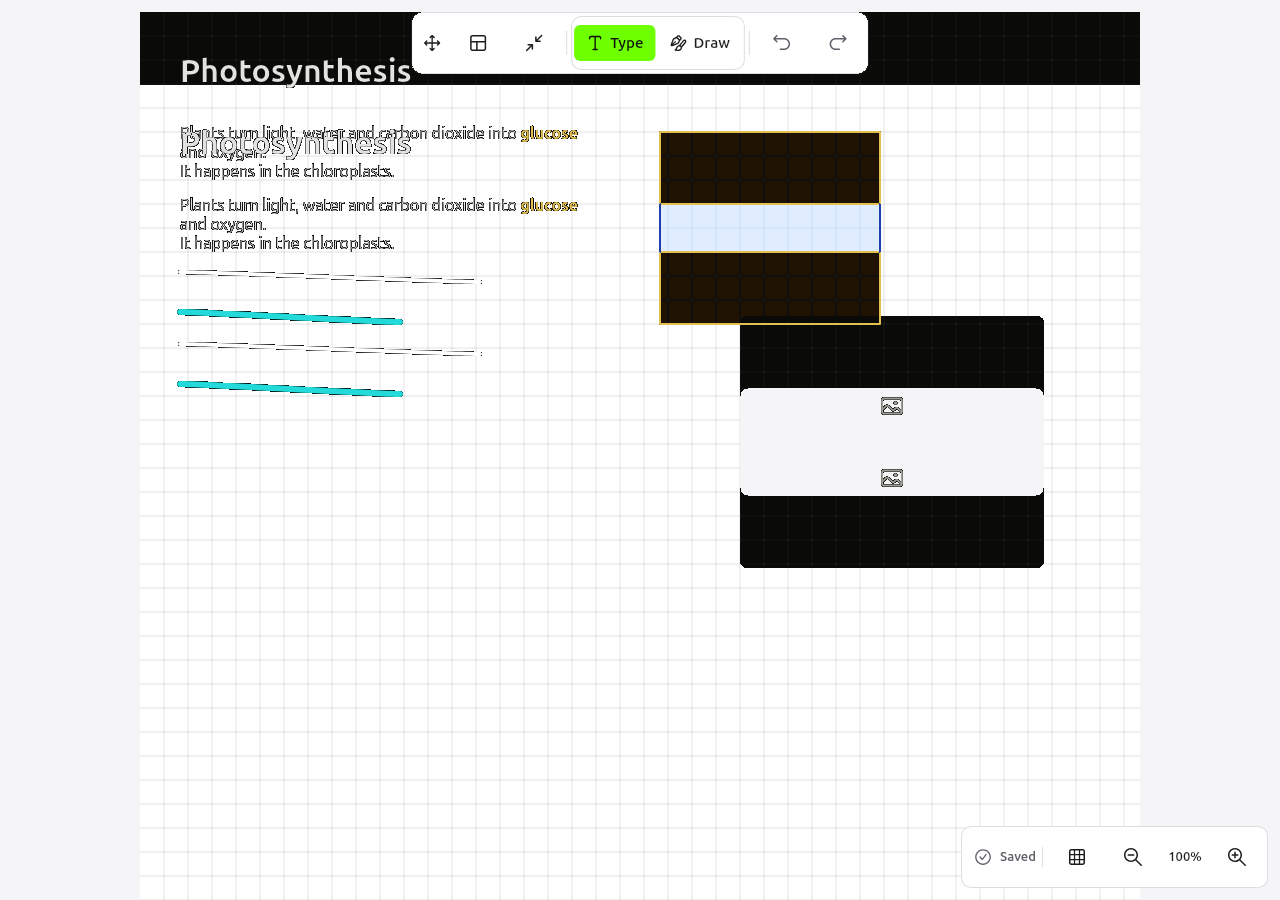 Type
Draw
Photosynthesis
Plants turn light, water and carbon dioxide into glucose
Photosynthesis
and oxygen.
It happens in the chloroplasts.
Plants turn light, water and carbon dioxide into glucose
and oxygen.
It happens in the chloroplasts.
Saved
100%